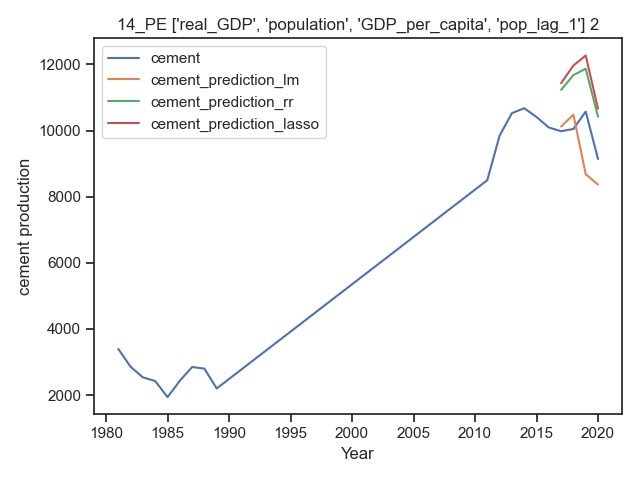 14_PE ['real_GDP', 'population', 'GDP_per_capita', 'pop_lag_1'] 2
cement
cement_prediction_lm
cement_prediction_rr
cement_prediction_lasso
12000
10000
8000
6000
4000
2000
cement production
1980 1985 1990 1995 2000 2005 2010 2015 2020
Year